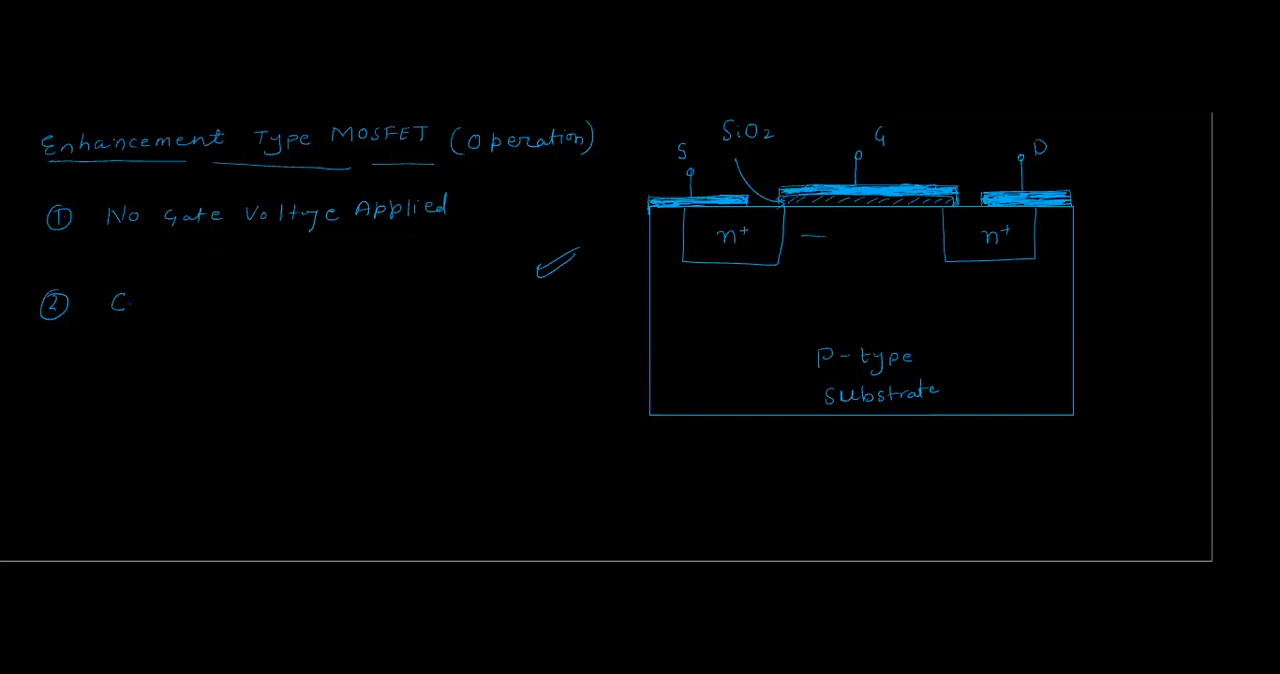 Enhancement Type MOSFET (Operation)
① No Gate Voltage Applied
② C
SiO2
S
G
D
n+
n+
P-type
substrate